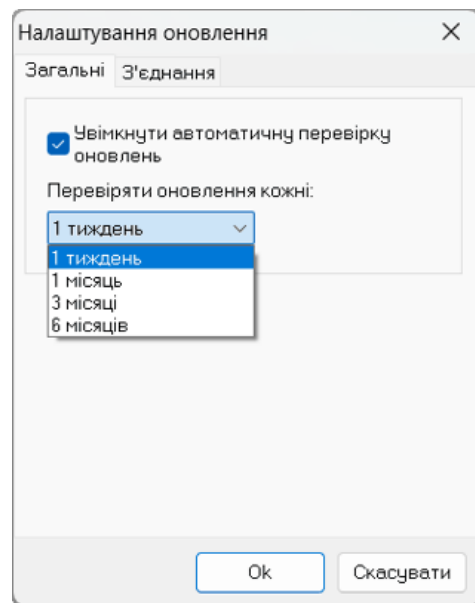 Налаштування оновлення
Загальні З'єднання
Увімкнути автоматичну перевірку
оновлень
Перевіряти оновлення кожні:
1 тиждень
1 тиждень
1 місяць
3 місяці
6 місяців
Ok Скасувати